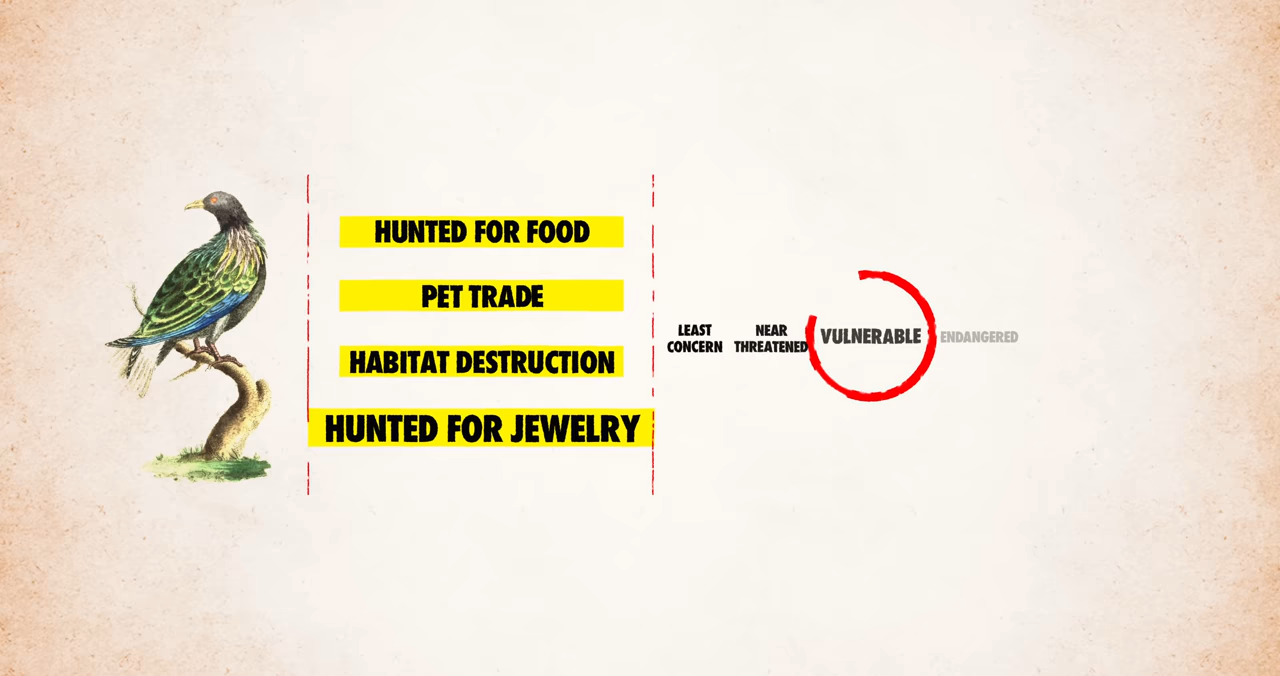 HUNTED FOR FOOD
PET TRADE
HABITAT DESTRUCTION
HUNTED FOR JEWELRY
LEAST
CONCERN
NEAR
THREATENED
VULNERABLE
ENDANGERED